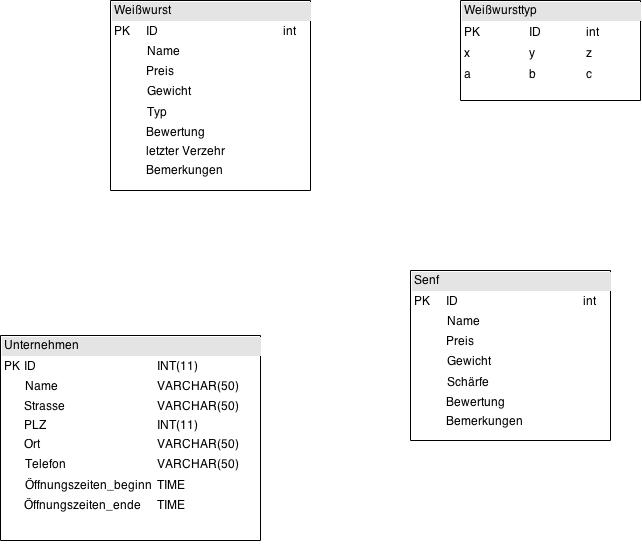 Weißwurst
PK ID int
Name
Preis
Gewicht
Typ
Bewertung
letzter Verzehr
Bemerkungen
Weißwursttyp
PK ID int
x y z
a b c
Senf
PK ID int
Name
Preis
Gewicht
Schärfe
Bewertung
Bemerkungen
Unternehmen
PK ID INT(11)
Name VARCHAR(50)
Strasse VARCHAR(50)
PLZ INT(11)
Ort VARCHAR(50)
Telefon VARCHAR(50)
Öffnungszeiten_beginn TIME
Öffnungszeiten_ende TIME